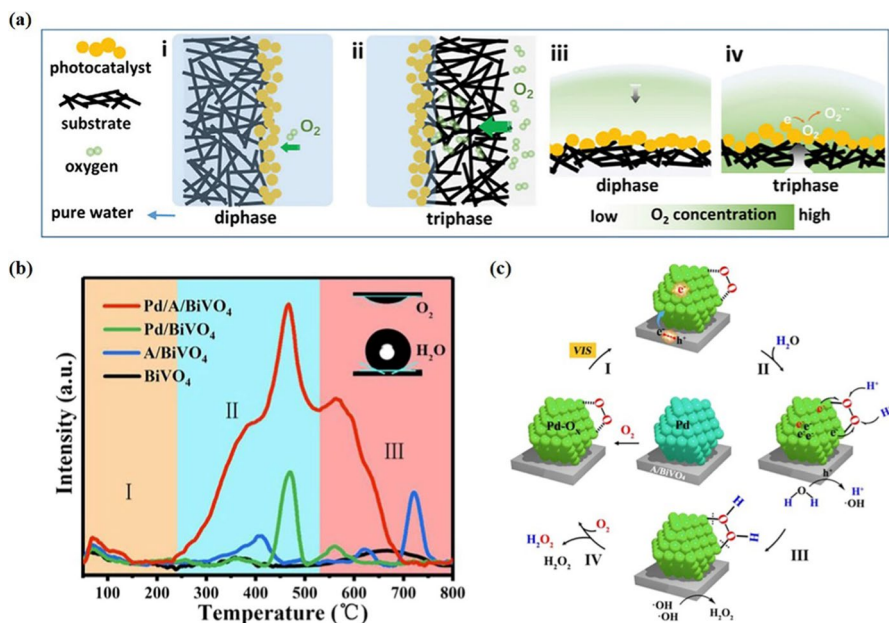 (a)
photocatalyst
substrate
oxygen
pure water
i
O₂
diphase
ii
O₂
triphase
iii
diphase
iv
e⁻
O₂
O₂˙⁻
triphase
low O₂ concentration high
(b)
Pd/A/BiVO₄
Pd/BiVO₄
A/BiVO₄
BiVO₄
O₂
H₂O
I
II
III
Intensity (a.u.)
100 200 300 400 500 600 700 800
Temperature (℃)
(c)
e⁻
e⁻
h⁺
VIS
I
H₂O
II
Pd-Oₓ
O₂
Pd
A/BiVO₄
H⁺
e⁻
e⁻
e⁻
e⁻
h⁺
O
H H
H⁺
·OH
H
O
O
H
O₂
H₂O₂
H₂O₂
IV
III
·OH
·OH
H₂O₂